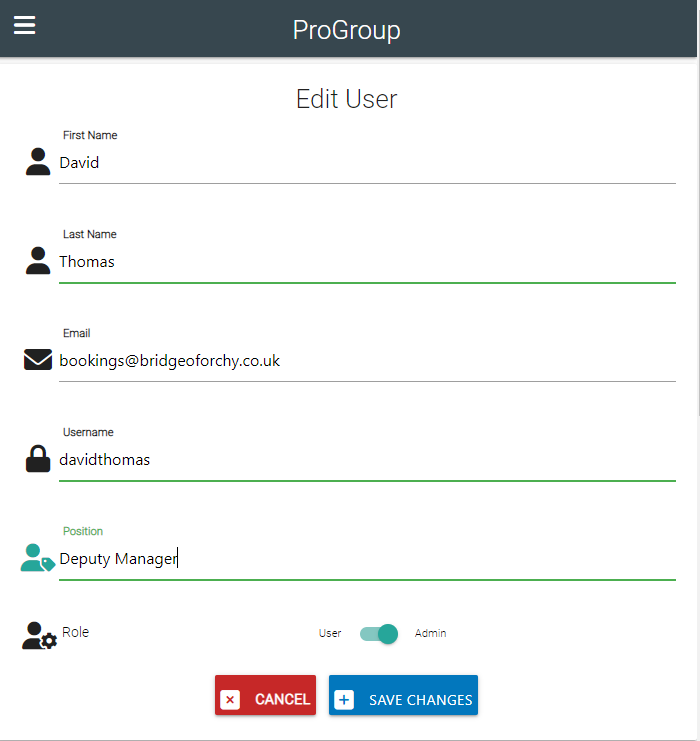 ProGroup
Edit User
First Name
David
Last Name
Thomas
Email
bookings@bridgeoforchy.co.uk
Username
davidthomas
Position
Deputy Manager
Role User Admin
CANCEL SAVE CHANGES